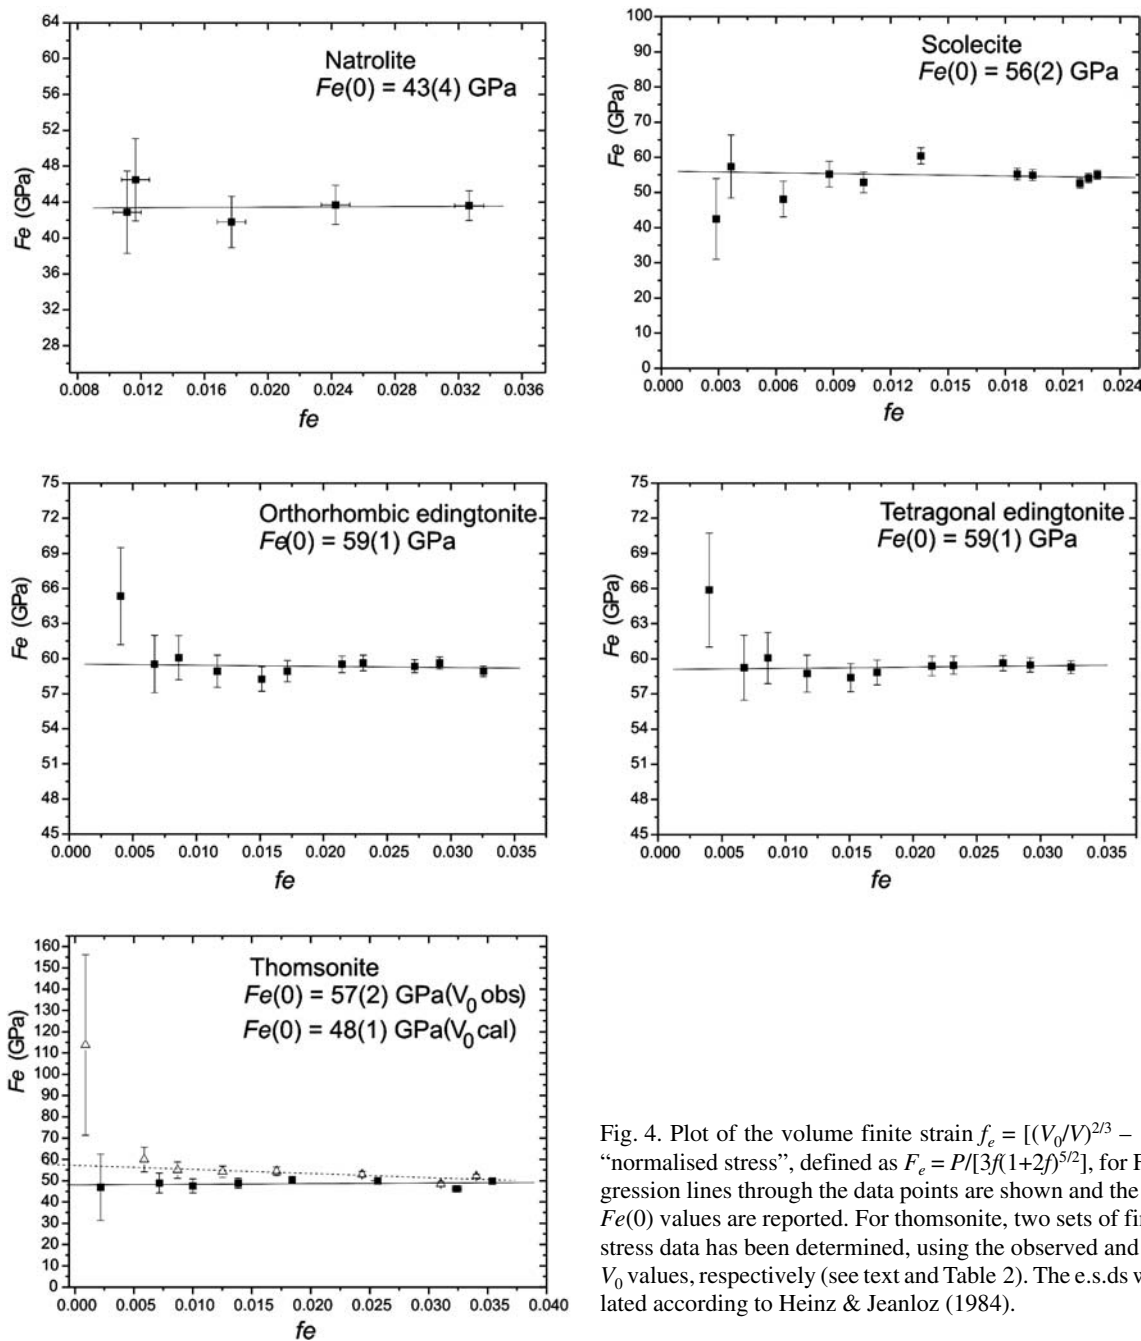 Natrolite
Fe(0) = 43(4) GPa
64
60
56
52
48
44
40
36
32
28
Fe (GPa)
0.008 0.012 0.016 0.020 0.024 0.028 0.032 0.036
fe
Scolecite
Fe(0) = 56(2) GPa
100
90
80
70
60
50
40
30
20
10
0
Fe (GPa)
0.000 0.003 0.006 0.009 0.012 0.015 0.018 0.021 0.024
fe
Orthorhombic edingtonite
Fe(0) = 59(1) GPa
75
72
69
66
63
60
57
54
51
48
45
Fe (GPa)
0.000 0.005 0.010 0.015 0.020 0.025 0.030 0.035
fe
Tetragonal edingtonite
Fe(0) = 59(1) GPa
75
72
69
66
63
60
57
54
51
48
45
Fe (GPa)
0.000 0.005 0.010 0.015 0.020 0.025 0.030 0.035
fe
Thomsonite
Fe(0) = 57(2) GPa(V0 obs)
Fe(0) = 48(1) GPa(V0 cal)
160
150
140
130
120
110
100
90
80
70
60
50
40
30
20
10
0
Fe (GPa)
0.000 0.005 0.010 0.015 0.020 0.025 0.030 0.035 0.040
fe
Fig. 4. Plot of the volume finite strain fe = [(V0/V)2/3 –
“normalised stress”, defined as Fe = P/[3f(1+2f)5/2], for
gression lines through the data points are shown and the
Fe(0) values are reported. For thomsonite, two sets of
stress data has been determined, using the observed and
V0 values, respectively (see text and Table 2). The e.s.ds
lated according to Heinz & Jeanloz (1984).